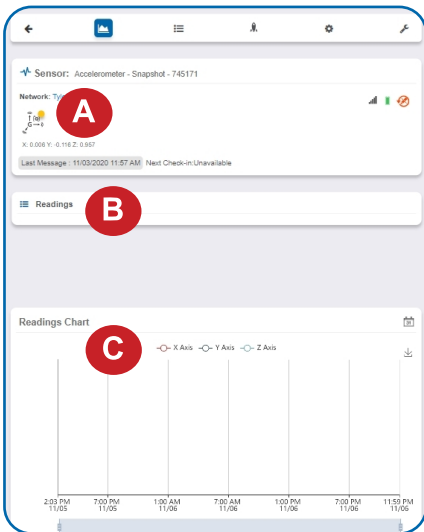 Sensor: Accelerometer - Snapshot - 745171
Network:
A
X: 0.006 Y: -0.116 Z: 0.957
Last Message : 11/03/2020 11:57 AM Next Check-in:Unavailable
Readings
B
Readings Chart
31
C
X Axis Y Axis Z Axis
2:03 PM 7:00 PM 1:00 AM 7:00 AM 1:00 PM 7:00 PM 11:59 PM
11/05 11/05 11/06 11/06 11/06 11/06 11/06